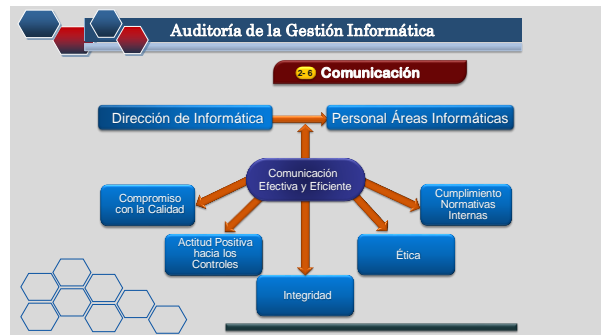 Auditoría de la Gestión Informática
2- 6 Comunicación
Dirección de Informática
Personal Áreas Informáticas
Comunicación
Efectiva y Eficiente
Compromiso
con la Calidad
Cumplimiento
Normativas
Internas
Actitud Positiva
hacia los
Controles
Ética
Integridad